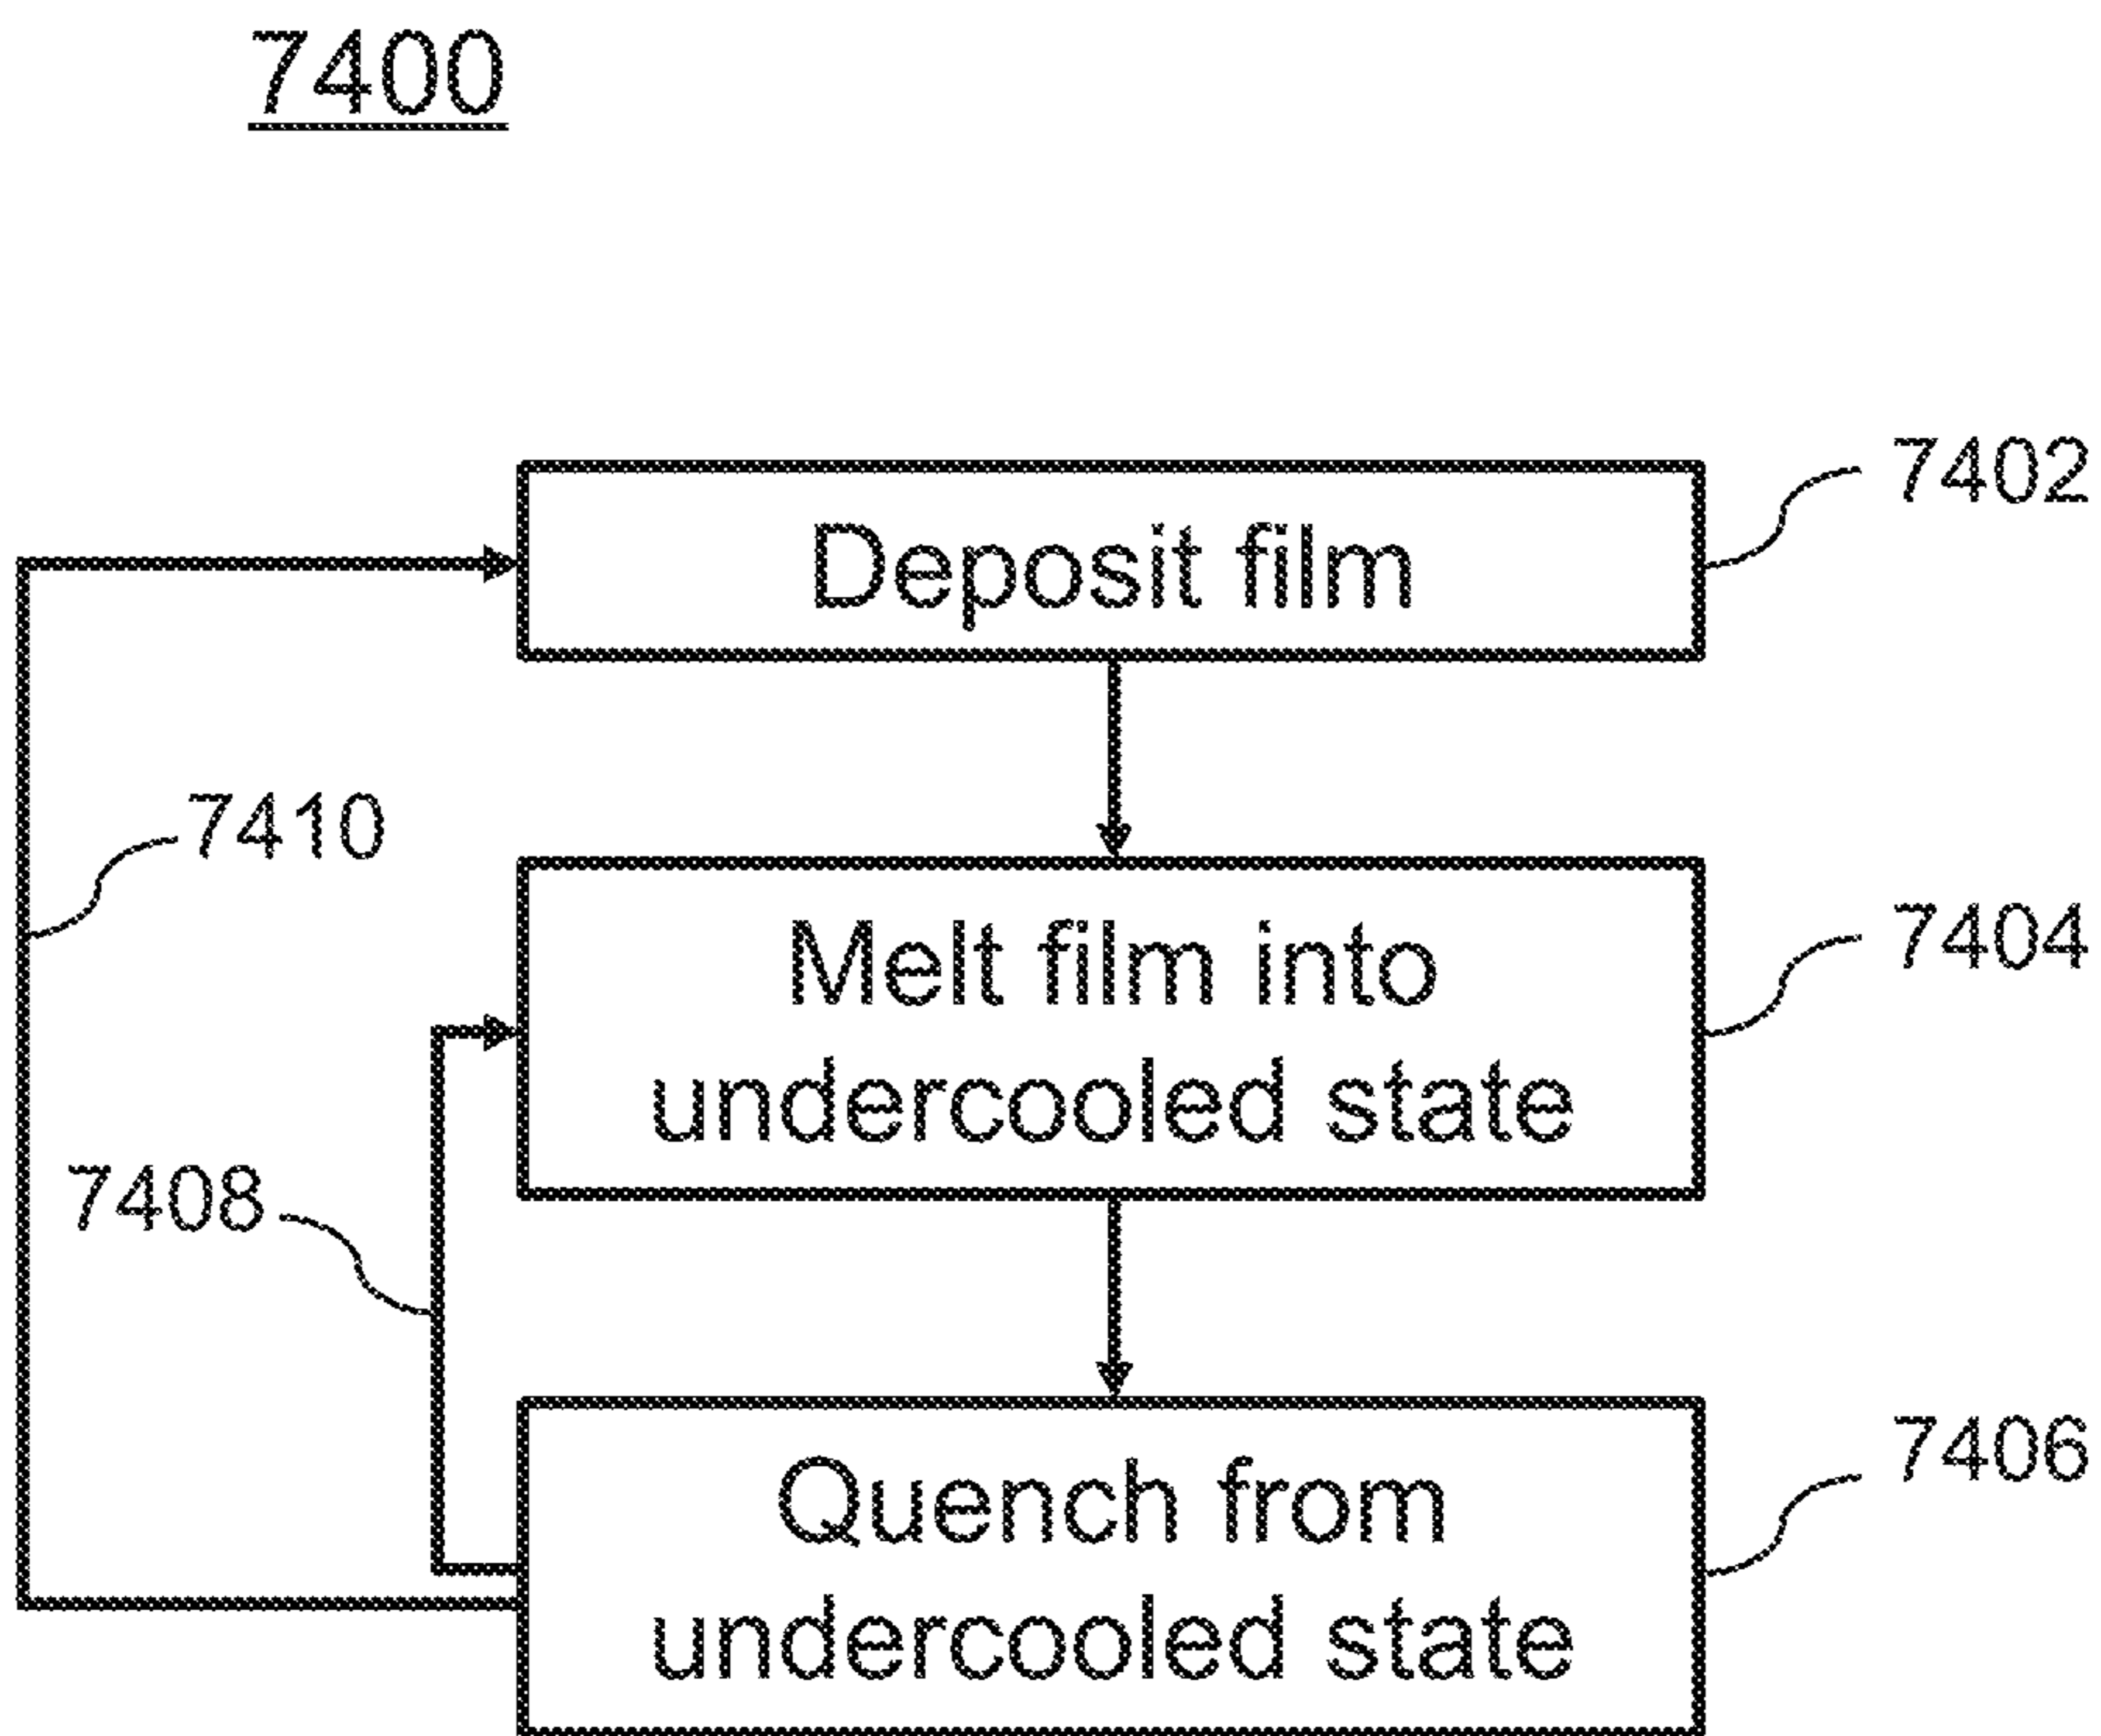 7400
7402
Deposit film
7410
Melt film into
undercooled state
7404
7408
Quench from
undercooled state
7406